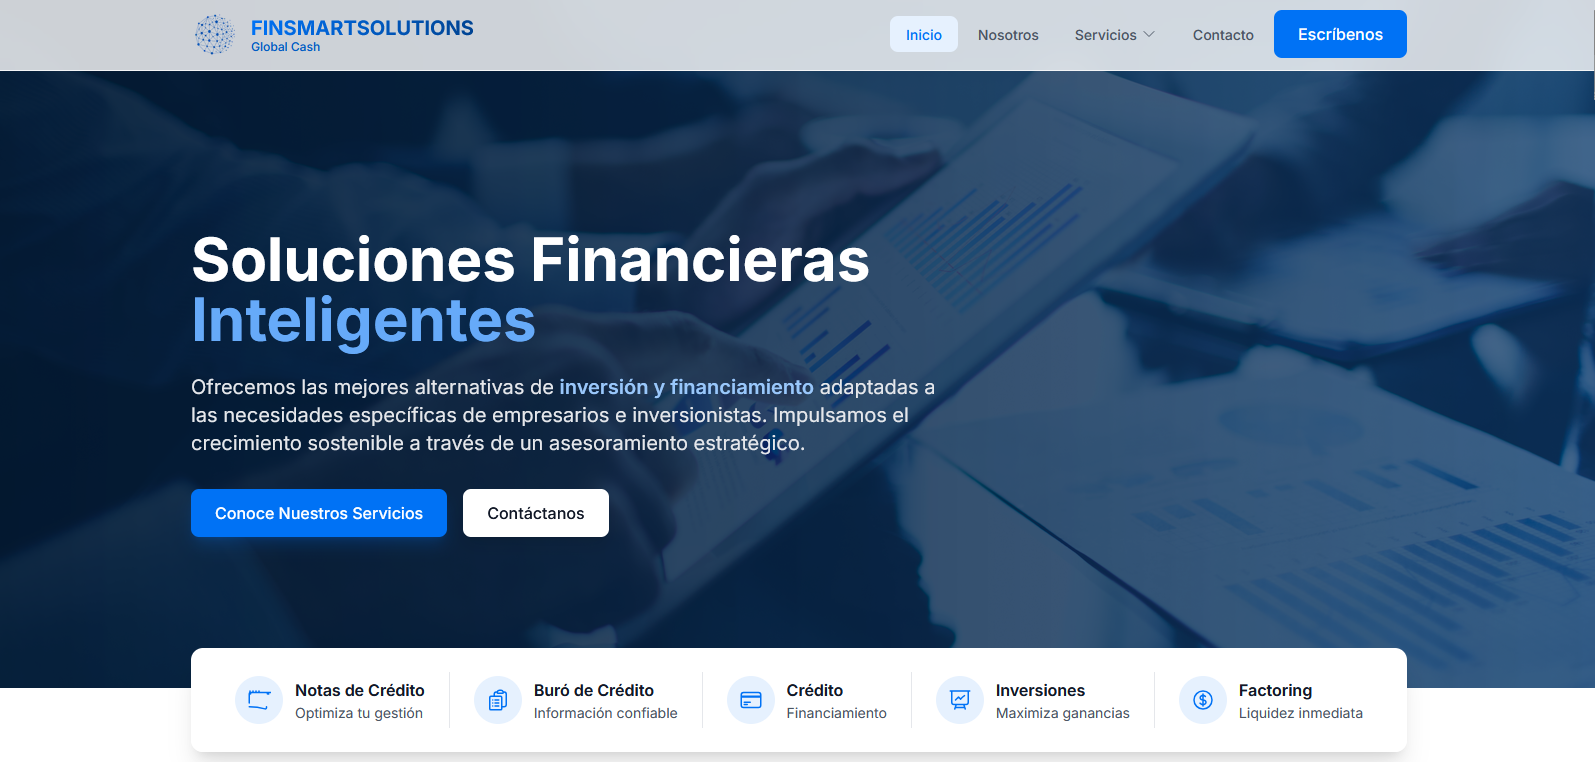 FINSMARTSOLUTIONS
Global Cash
Inicio
Nosotros
Servicios
Contacto
Escríbenos
Soluciones Financieras
Inteligentes
Ofrecemos las mejores alternativas de inversión y financiamiento adaptadas a
las necesidades específicas de empresarios e inversionistas. Impulsamos el
crecimiento sostenible a través de un asesoramiento estratégico.
Conoce Nuestros Servicios
Contáctanos
Notas de Crédito
Optimiza tu gestión
Buró de Crédito
Información confiable
Crédito
Financiamiento
Inversiones
Maximiza ganancias
Factoring
Liquidez inmediata